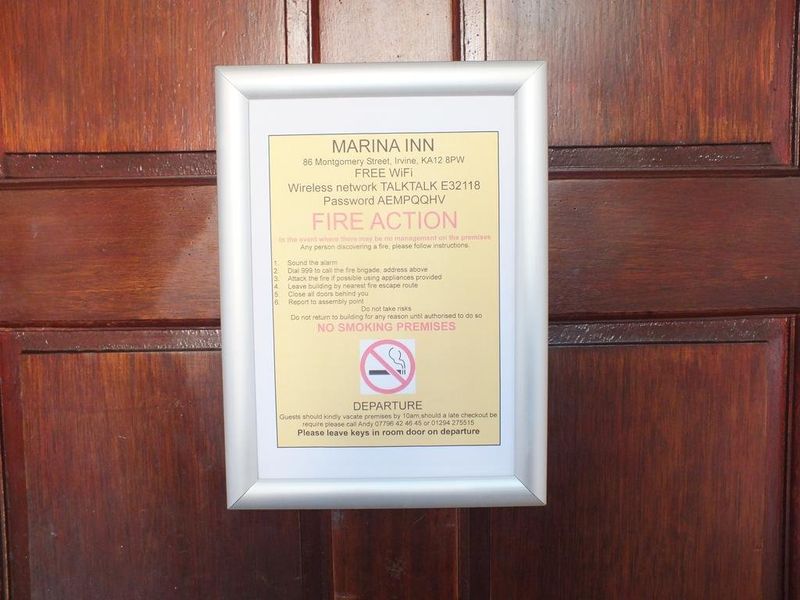 MARINA INN
86 Montgomery Street, Irvine, KA12 8PW
FREE WiFi
Wireless network TALKTALK E32118
Password AEMPQQHV
FIRE ACTION
In the event where there may be no management on the premises
Any person discovering a fire, please follow instructions.
1. Sound the alarm
2. Dial 999 to call the fire brigade, address above
3. Attack the fire if possible using appliances provided
4. Leave building by nearest fire escape route
5. Close all doors behind you
6. Report to assembly point
Do not take risks
Do not return to building for any reason until authorised to do so
NO SMOKING PREMISES
DEPARTURE
Guests should kindly vacate premises by 10am,should a late checkout be
require please call Andy 07796 42 46 45 or 01294 275515
Please leave keys in room door on departure